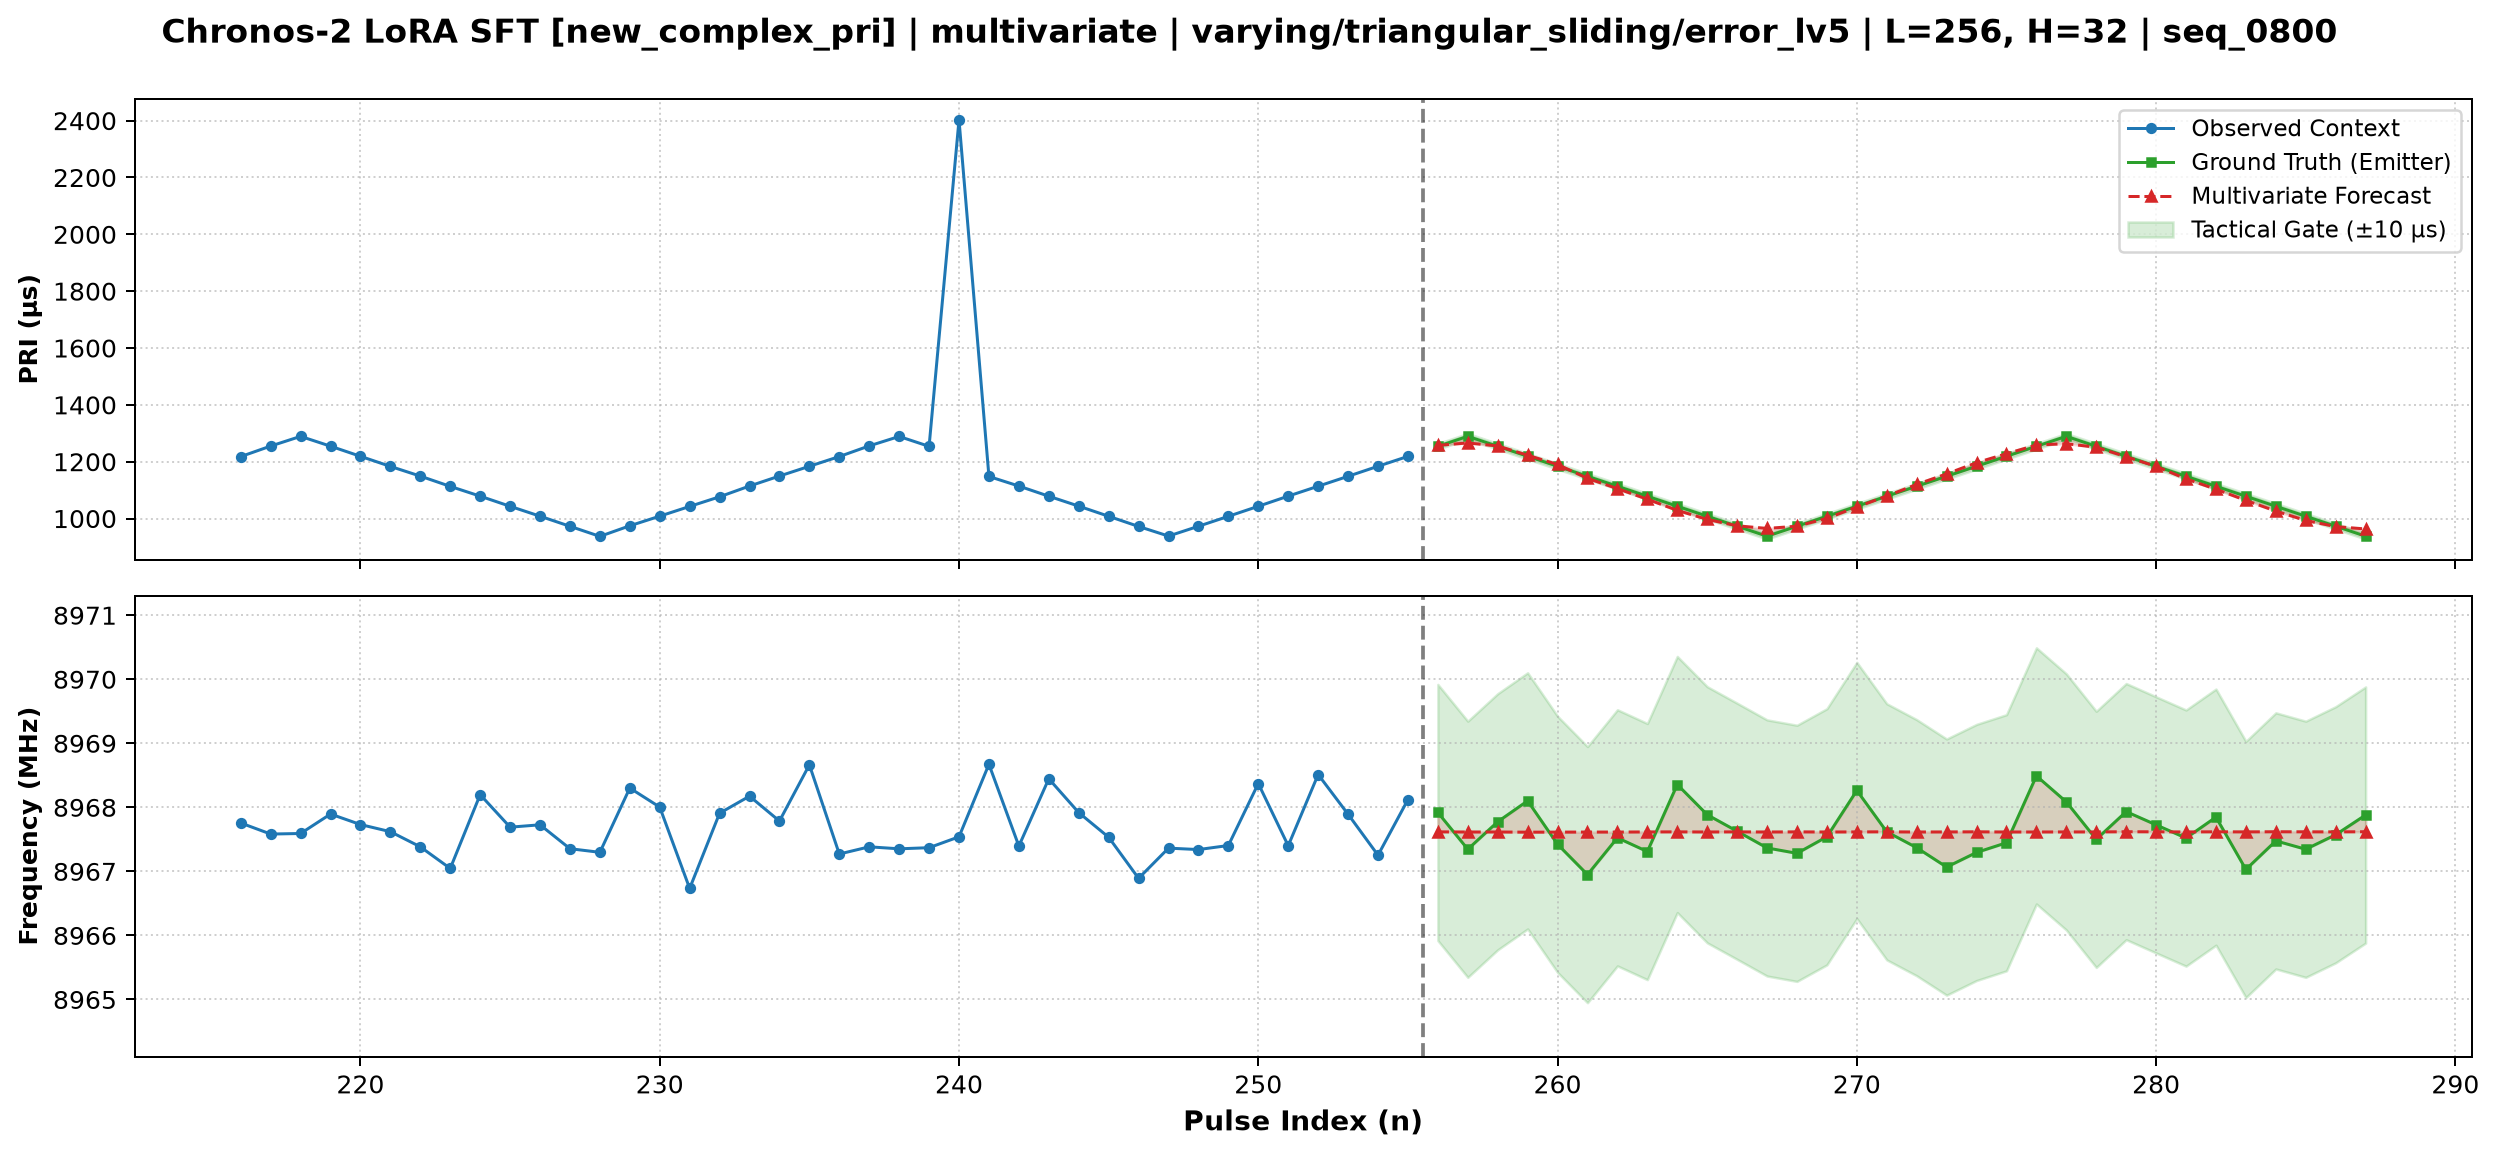 Chronos-2 LoRA SFT [new_complex_pri] | multivariate | varying/triangular_sliding/error_lv5 | L=256, H=32 | seq_0800
2400
2200
2000
1800
1600
1400
1200
1000
PRI (µs)
Observed Context
Ground Truth (Emitter)
Multivariate Forecast
Tactical Gate (±10 µs)
8971
8970
8969
8968
8967
8966
8965
Frequency (MHz)
220 230 240 250 260 270 280 290
Pulse Index (n)